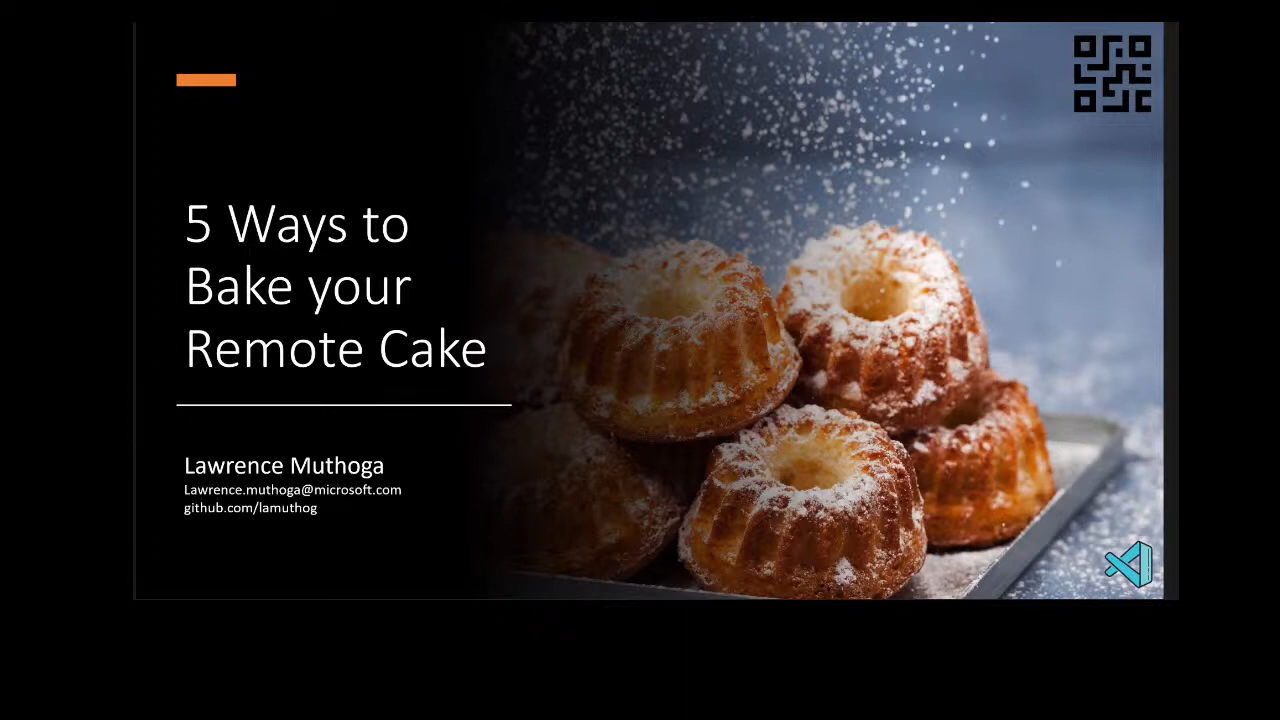 5 Ways to
Bake your
Remote Cake
Lawrence Muthoga
Lawrence.muthoga@microsoft.com
github.com/lamuthog